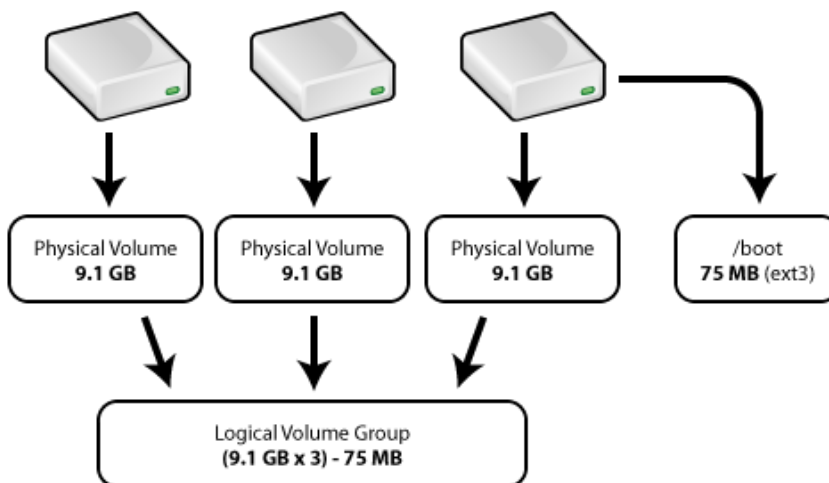 Physical Volume
9.1 GB
Physical Volume
9.1 GB
Physical Volume
9.1 GB
/boot
75 MB (ext3)
Logical Volume Group
(9.1 GB x 3) - 75 MB